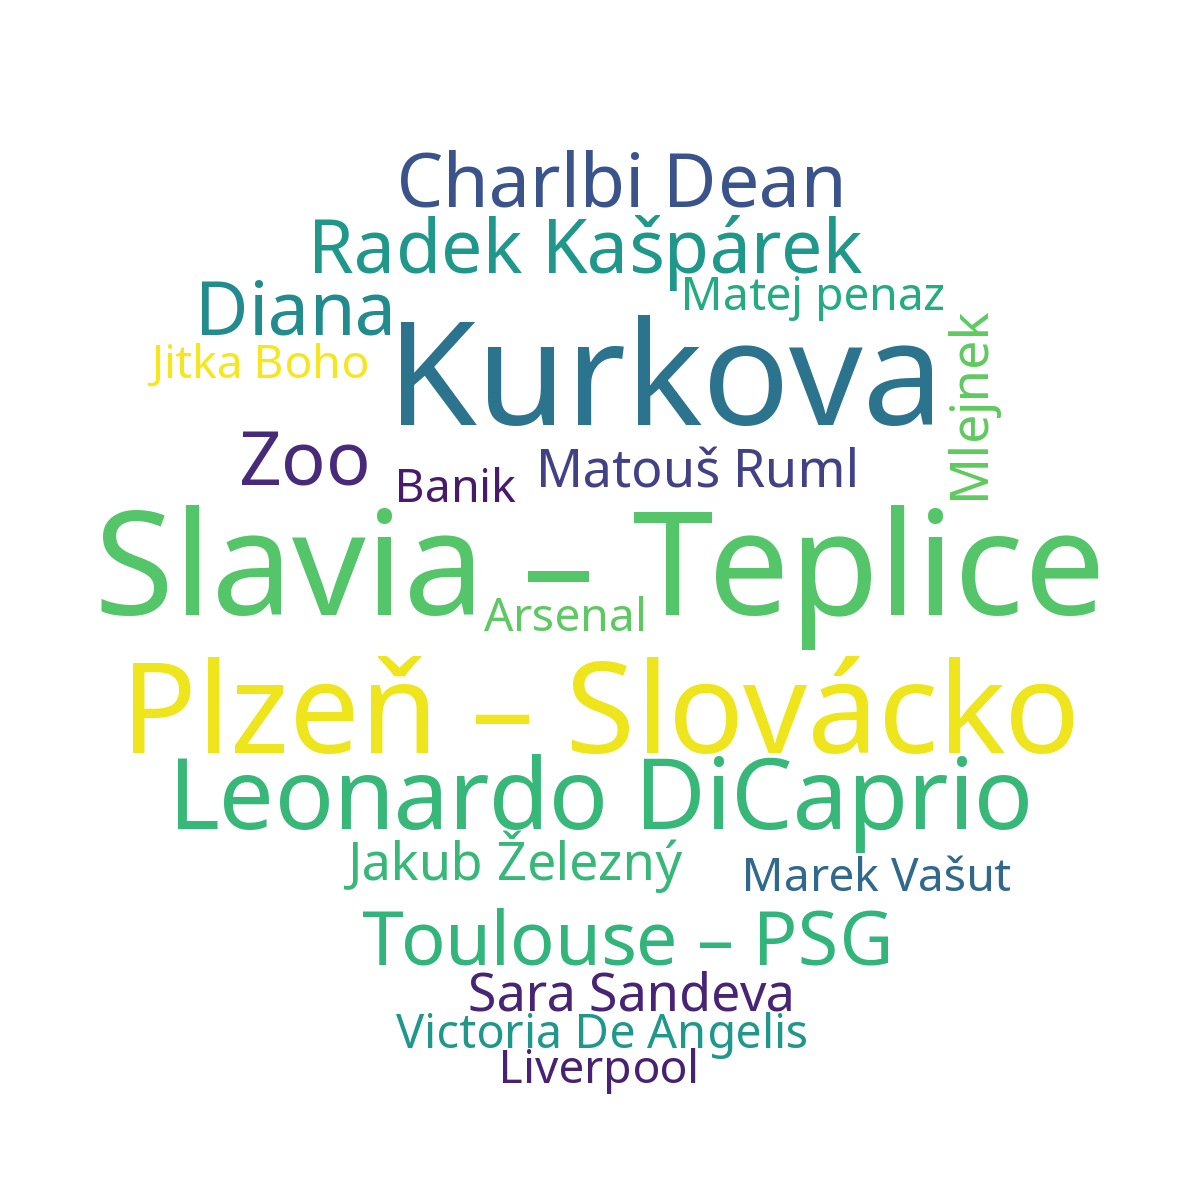 Charlbi Dean
Radek Kašpárek
Matej penaz
Diana
Kurkova
Jitka Boho
Mlejnek
Zoo
Banik
Matouš Ruml
Slavia – Teplice
Arsenal
Plzeň – Slovácko
Leonardo DiCaprio
Jakub Železný
Marek Vašut
Toulouse – PSG
Sara Sandeva
Victoria De Angelis
Liverpool